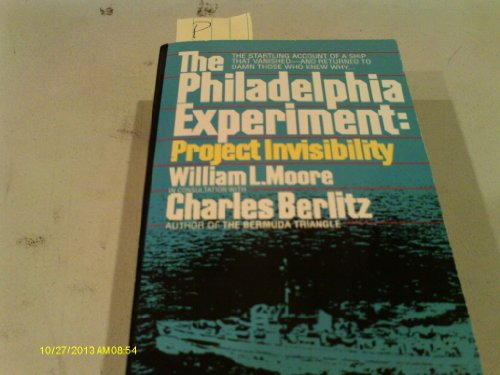 P
The
THE STARTLING ACCOUNT OF A SHIP
THAT VANISHED—AND RETURNED TO
DAMN THOSE WHO KNEW WHY...
Philadelphia
Experiment:
Project Invisibility
William L. Moore
IN CONSULTATION WITH
Charles Berlitz
AUTHOR OF THE BERMUDA TRIANGLE
10/27/2013 AM 08:54